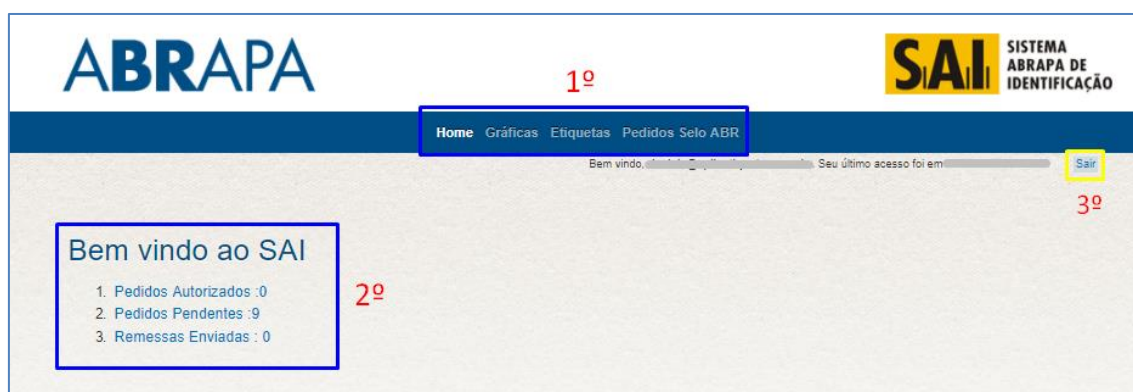 ABRAPA
SAI
SISTEMA
ABRAPA DE
IDENTIFICAÇÃO
1º
Home Gráficas Etiquetas Pedidos Selo ABR
Bem vindo, Seu último acesso foi em
Sair
3º
Bem vindo ao SAI
1. Pedidos Autorizados :0
2. Pedidos Pendentes :9
3. Remessas Enviadas : 0
2º